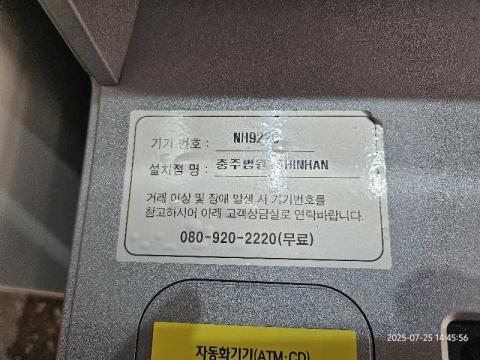 기기 번호 :
설치점 명 : 충주법원 SHINHAN
거래 이상 및 장애 발생 시 기기번호를
참고하시어 아래 고객상담실로 연락바랍니다.
080-920-2220(무료)
자동화기기(ATM·CD)
2025-07-25 14:45:56